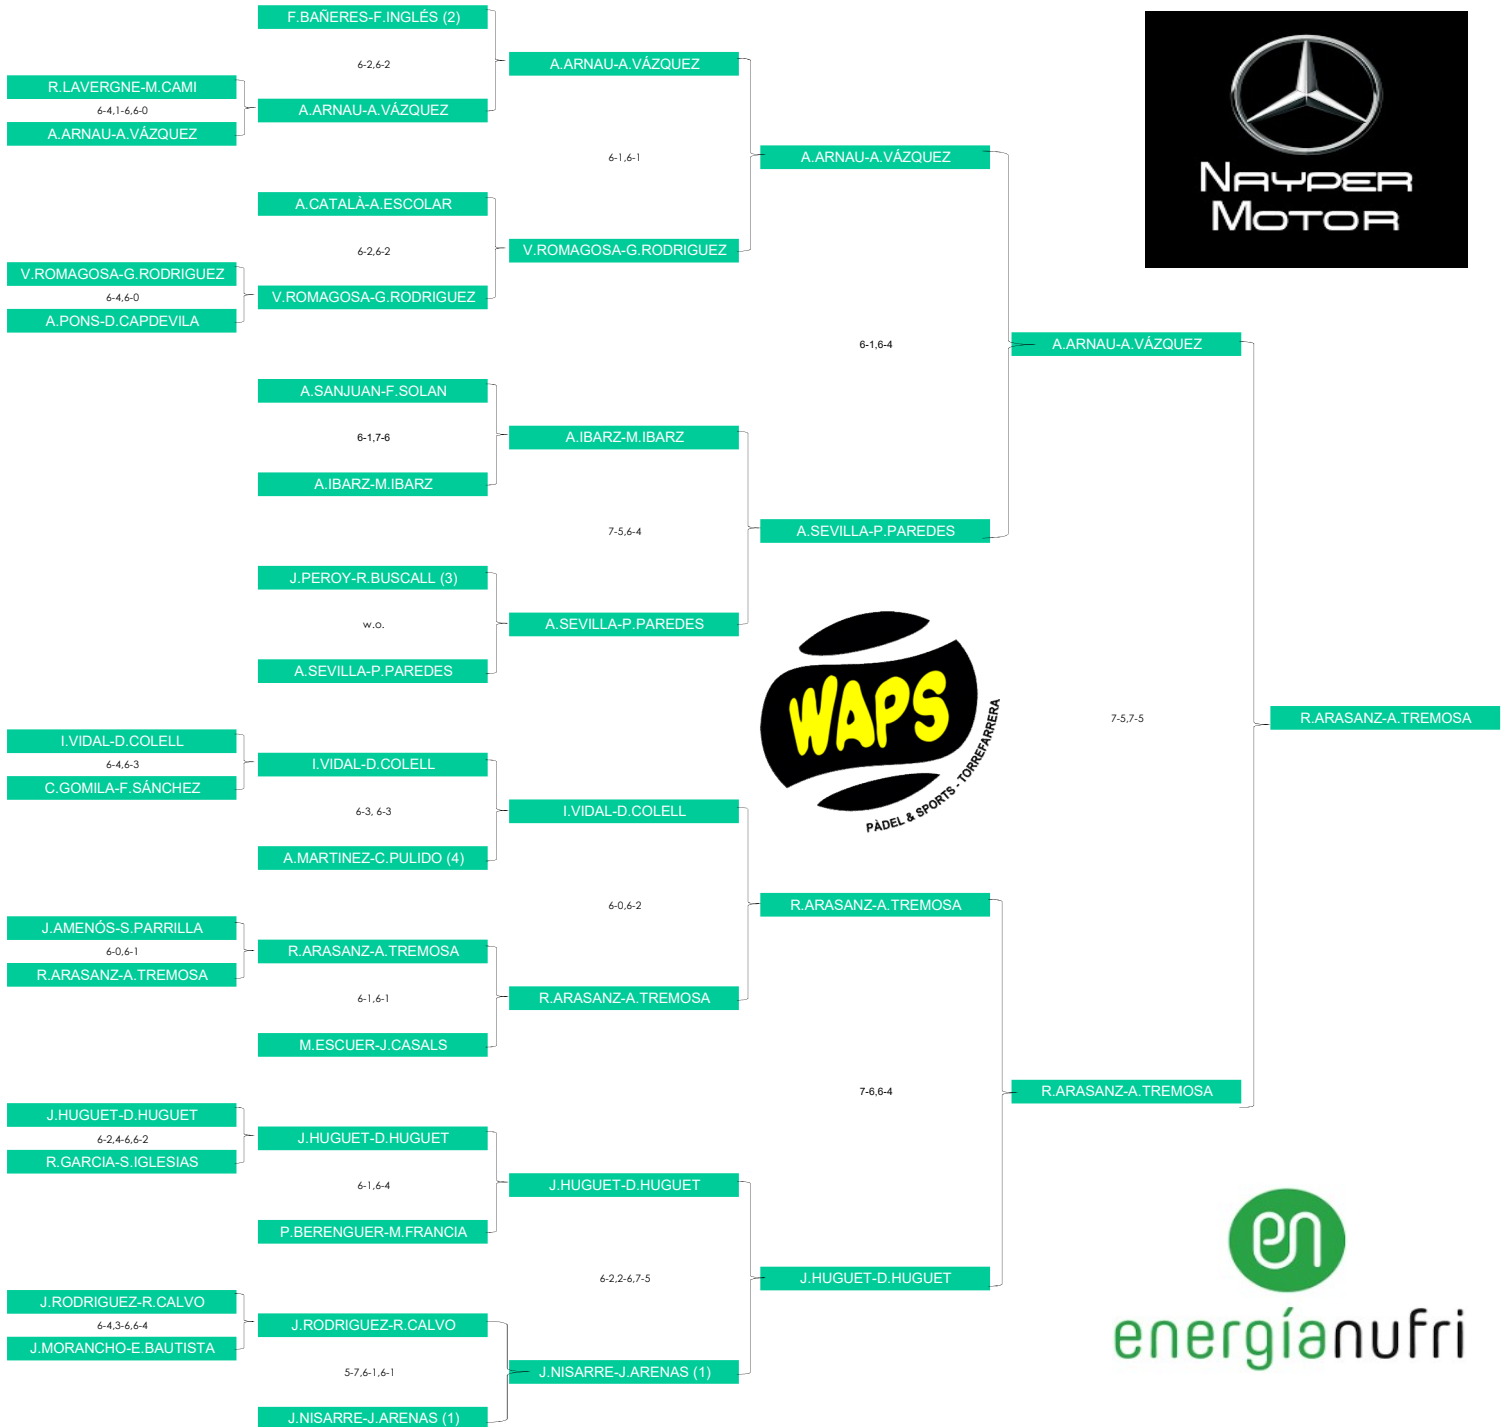 F.BAÑERES-F.INGLÉS (2)
6-2,6-2
A.ARNAU-A.VÁZQUEZ
R.LAVERGNE-M.CAMI
6-4,1-6,6-0
A.ARNAU-A.VÁZQUEZ
A.ARNAU-A.VÁZQUEZ
6-1,6-1
A.ARNAU-A.VÁZQUEZ
NAYPER
MOTOR
A.CATALÀ-A.ESCOLAR
6-2,6-2
V.ROMAGOSA-G.RODRIGUEZ
V.ROMAGOSA-G.RODRIGUEZ
6-4,6-0
V.ROMAGOSA-G.RODRIGUEZ
A.PONS-D.CAPDEVILA
6-1,6-4
A.ARNAU-A.VÁZQUEZ
A.SANJUAN-F.SOLAN
6-1,7-6
A.IBARZ-M.IBARZ
A.IBARZ-M.IBARZ
7-5,6-4
A.SEVILLA-P.PAREDES
J.PEROY-R.BUSCALL (3)
w.o.
A.SEVILLA-P.PAREDES
A.SEVILLA-P.PAREDES
WAPS
PÀDEL & SPORTS - TORREFARRERA
7-5,7-5
R.ARASANZ-A.TREMOSA
I.VIDAL-D.COLELL
6-4,6-3
I.VIDAL-D.COLELL
C.GOMILA-F.SÁNCHEZ
6-3, 6-3
I.VIDAL-D.COLELL
A.MARTINEZ-C.PULIDO (4)
6-0,6-2
R.ARASANZ-A.TREMOSA
J.AMENÓS-S.PARRILLA
6-0,6-1
R.ARASANZ-A.TREMOSA
R.ARASANZ-A.TREMOSA
6-1,6-1
R.ARASANZ-A.TREMOSA
M.ESCUER-J.CASALS
7-6,6-4
R.ARASANZ-A.TREMOSA
J.HUGUET-D.HUGUET
6-2,4-6,6-2
J.HUGUET-D.HUGUET
R.GARCIA-S.IGLESIAS
6-1,6-4
J.HUGUET-D.HUGUET
P.BERENGUER-M.FRANCIA
6-2,2-6,7-5
J.HUGUET-D.HUGUET
J.RODRIGUEZ-R.CALVO
6-4,3-6,6-4
J.RODRIGUEZ-R.CALVO
J.MORANCHO-E.BAUTISTA
5-7,6-1,6-1
J.NISARRE-J.ARENAS (1)
J.NISARRE-J.ARENAS (1)
en
energíanufri